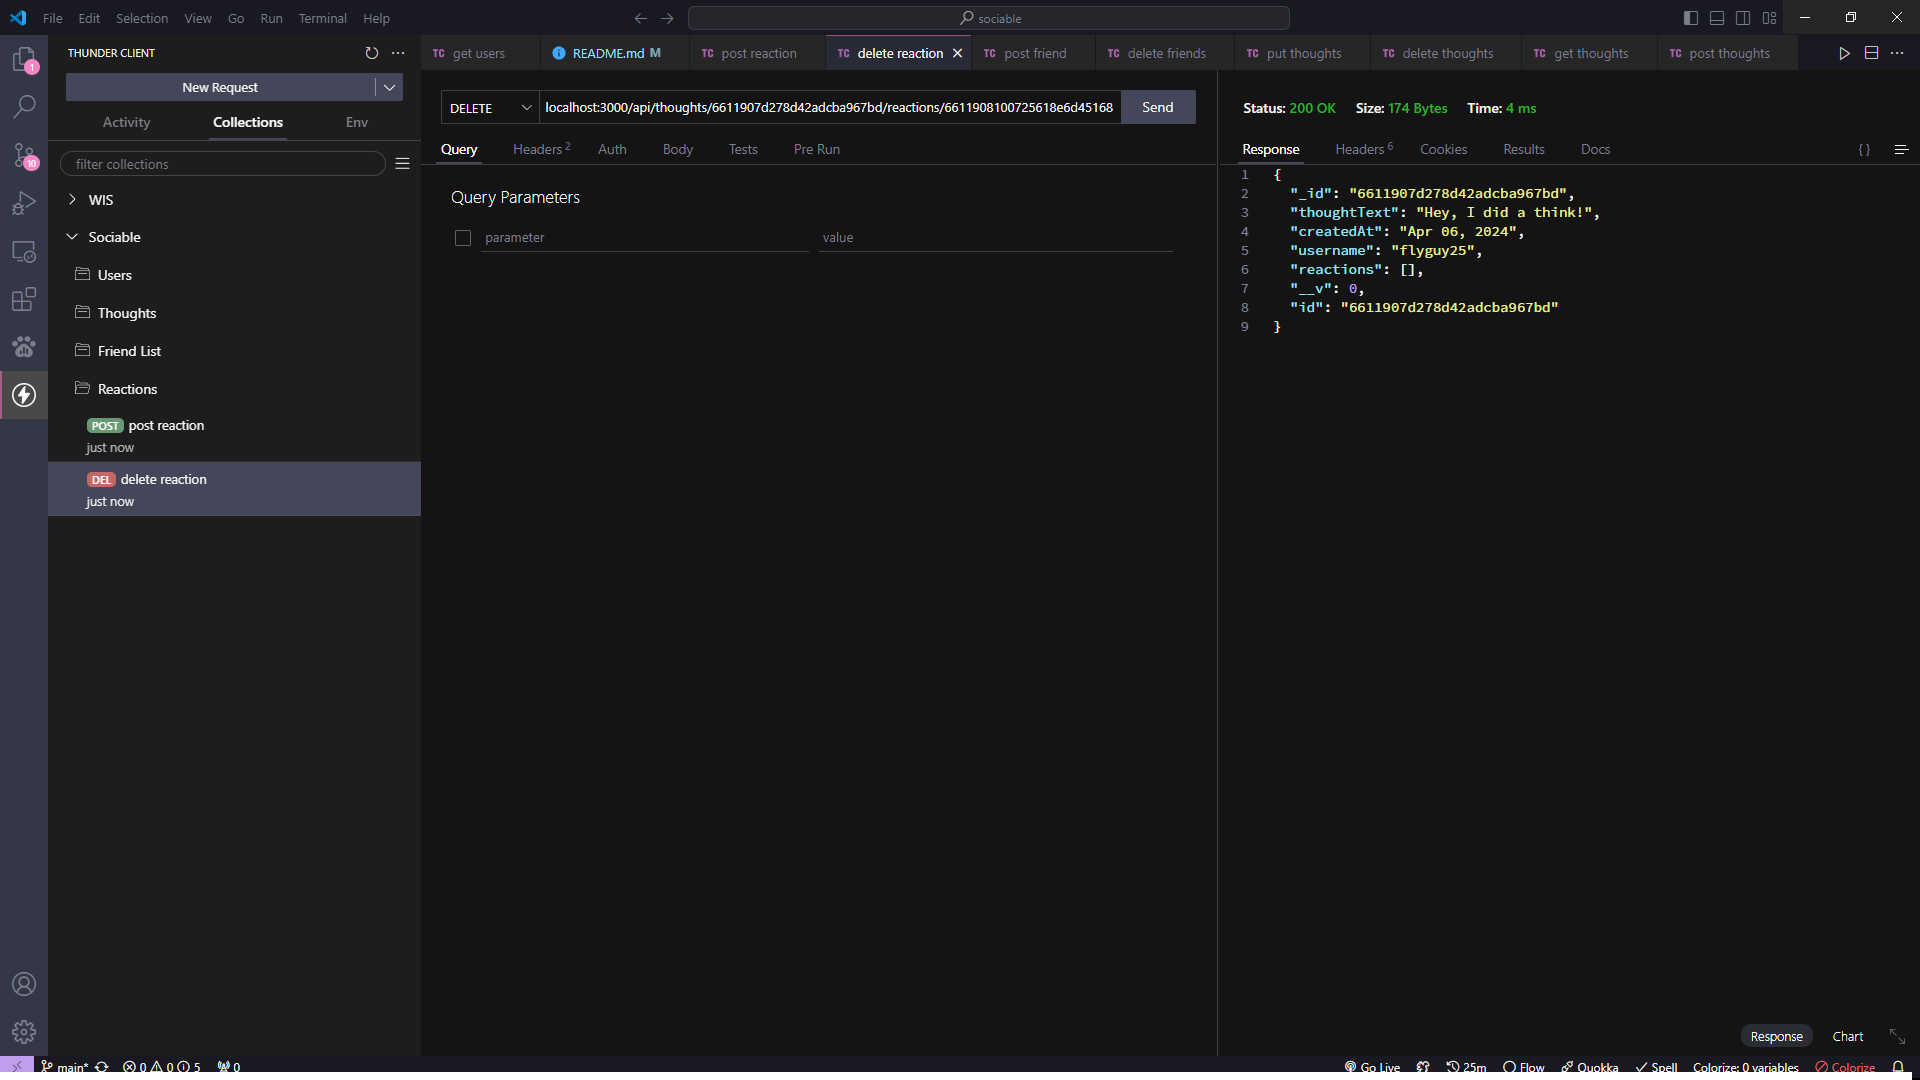 File Edit Selection View Go Run Terminal Help
sociable
THUNDER CLIENT
New Request
Activity Collections Env
filter collections
WIS
Sociable
Users
Thoughts
Friend List
Reactions
POST post reaction
just now
DEL delete reaction
just now
1
10
TC get users
README.md M
TC post reaction
TC delete reaction
TC post friend
TC delete friends
TC put thoughts
TC delete thoughts
TC get thoughts
TC post thoughts
DELETE localhost:3000/api/thoughts/6611907d278d42adcba967bd/reactions/6611908100725618e6d45168 Send
Query Headers 2 Auth Body Tests Pre Run
Query Parameters
parameter value
Status: 200 OK Size: 174 Bytes Time: 4 ms
Response Headers 6 Cookies Results Docs { }
1 {
2 "_id": "6611907d278d42adcba967bd",
3 "thoughtText": "Hey, I did a think!",
4 "createdAt": "Apr 06, 2024",
5 "username": "flyguy25",
6 "reactions": [],
7 "__v": 0,
8 "id": "6611907d278d42adcba967bd"
9 }
Response Chart
main* 0 0 5 0 Go Live 25m Flow Quokka Spell Colorize: 0 variables Colorize